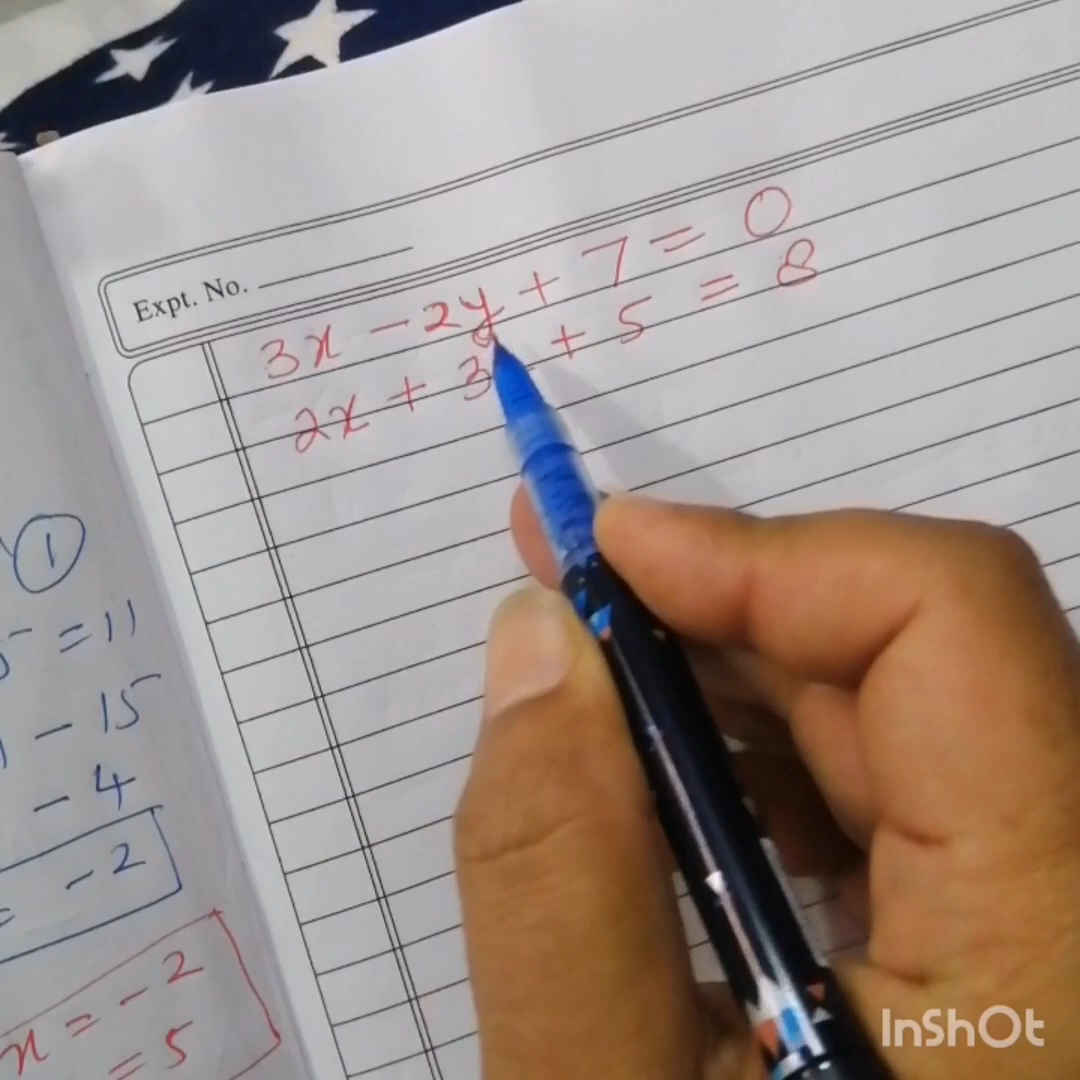 Expt. No.
3x - 2y + 7 = 0
2x + 3 + 5 = 8
1
= 11
- 15
- 4
= - 2
x = - 2
= 5
InShOt